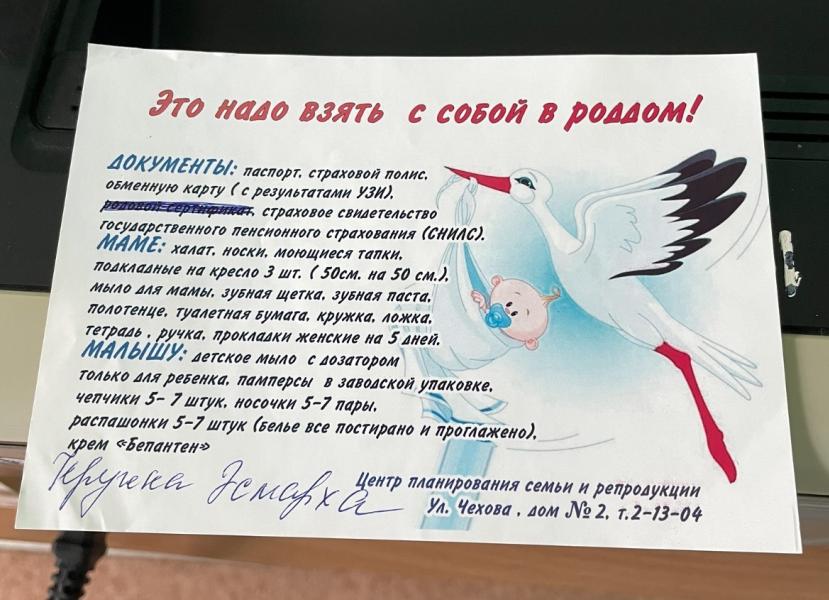 Это надо взять с собой в роддом!
ДОКУМЕНТЫ: паспорт, страховой полис,
обменную карту ( с результатами УЗИ),
родовой сертификат, страховое свидетельство
государственного пенсионного страхования (СНИЛС).
МАМЕ: халат, носки, моющиеся тапки,
подкладные на кресло 3 шт. ( 50см. на 50 см.),
мыло для мамы, зубная щетка, зубная паста,
полотенце, туалетная бумага, кружка, ложка,
тетрадь , ручка, прокладки женские на 5 дней.
МАЛЫШУ: детское мыло с дозатором
только для ребенка, памперсы в заводской упаковке,
чепчики 5- 7 штук, носочки 5-7 пары,
распашонки 5-7 штук (белье все постирано и проглажено),
крем «Бепантен»
Кружка Эсмарха
Центр планирования семьи и репродукции
Ул. Чехова , дом № 2, т.2-13-04